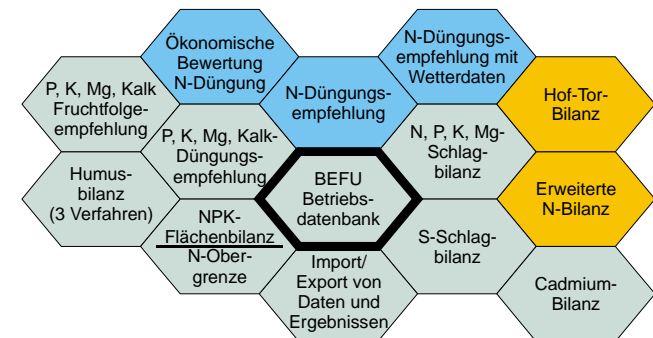 Ökonomische
Bewertung
N-Düngung
N-Düngungs-
empfehlung mit
Wetterdaten
P, K, Mg, Kalk
Fruchtfolge-
empfehlung
N-Düngungs-
empfehlung
Hof-Tor-
Bilanz
P, K, Mg, Kalk-
Düngungs-
empfehlung
N, P, K, Mg-
Schlag-
bilanz
Humus-
bilanz
(3 Verfahren)
BEFU
Betriebs-
datenbank
Erweiterte
N-Bilanz
NPK-
Flächenbilanz
N-Ober-
grenze
S-Schlag-
bilanz
Import/
Export von
Daten und
Ergebnissen
Cadmium-
Bilanz